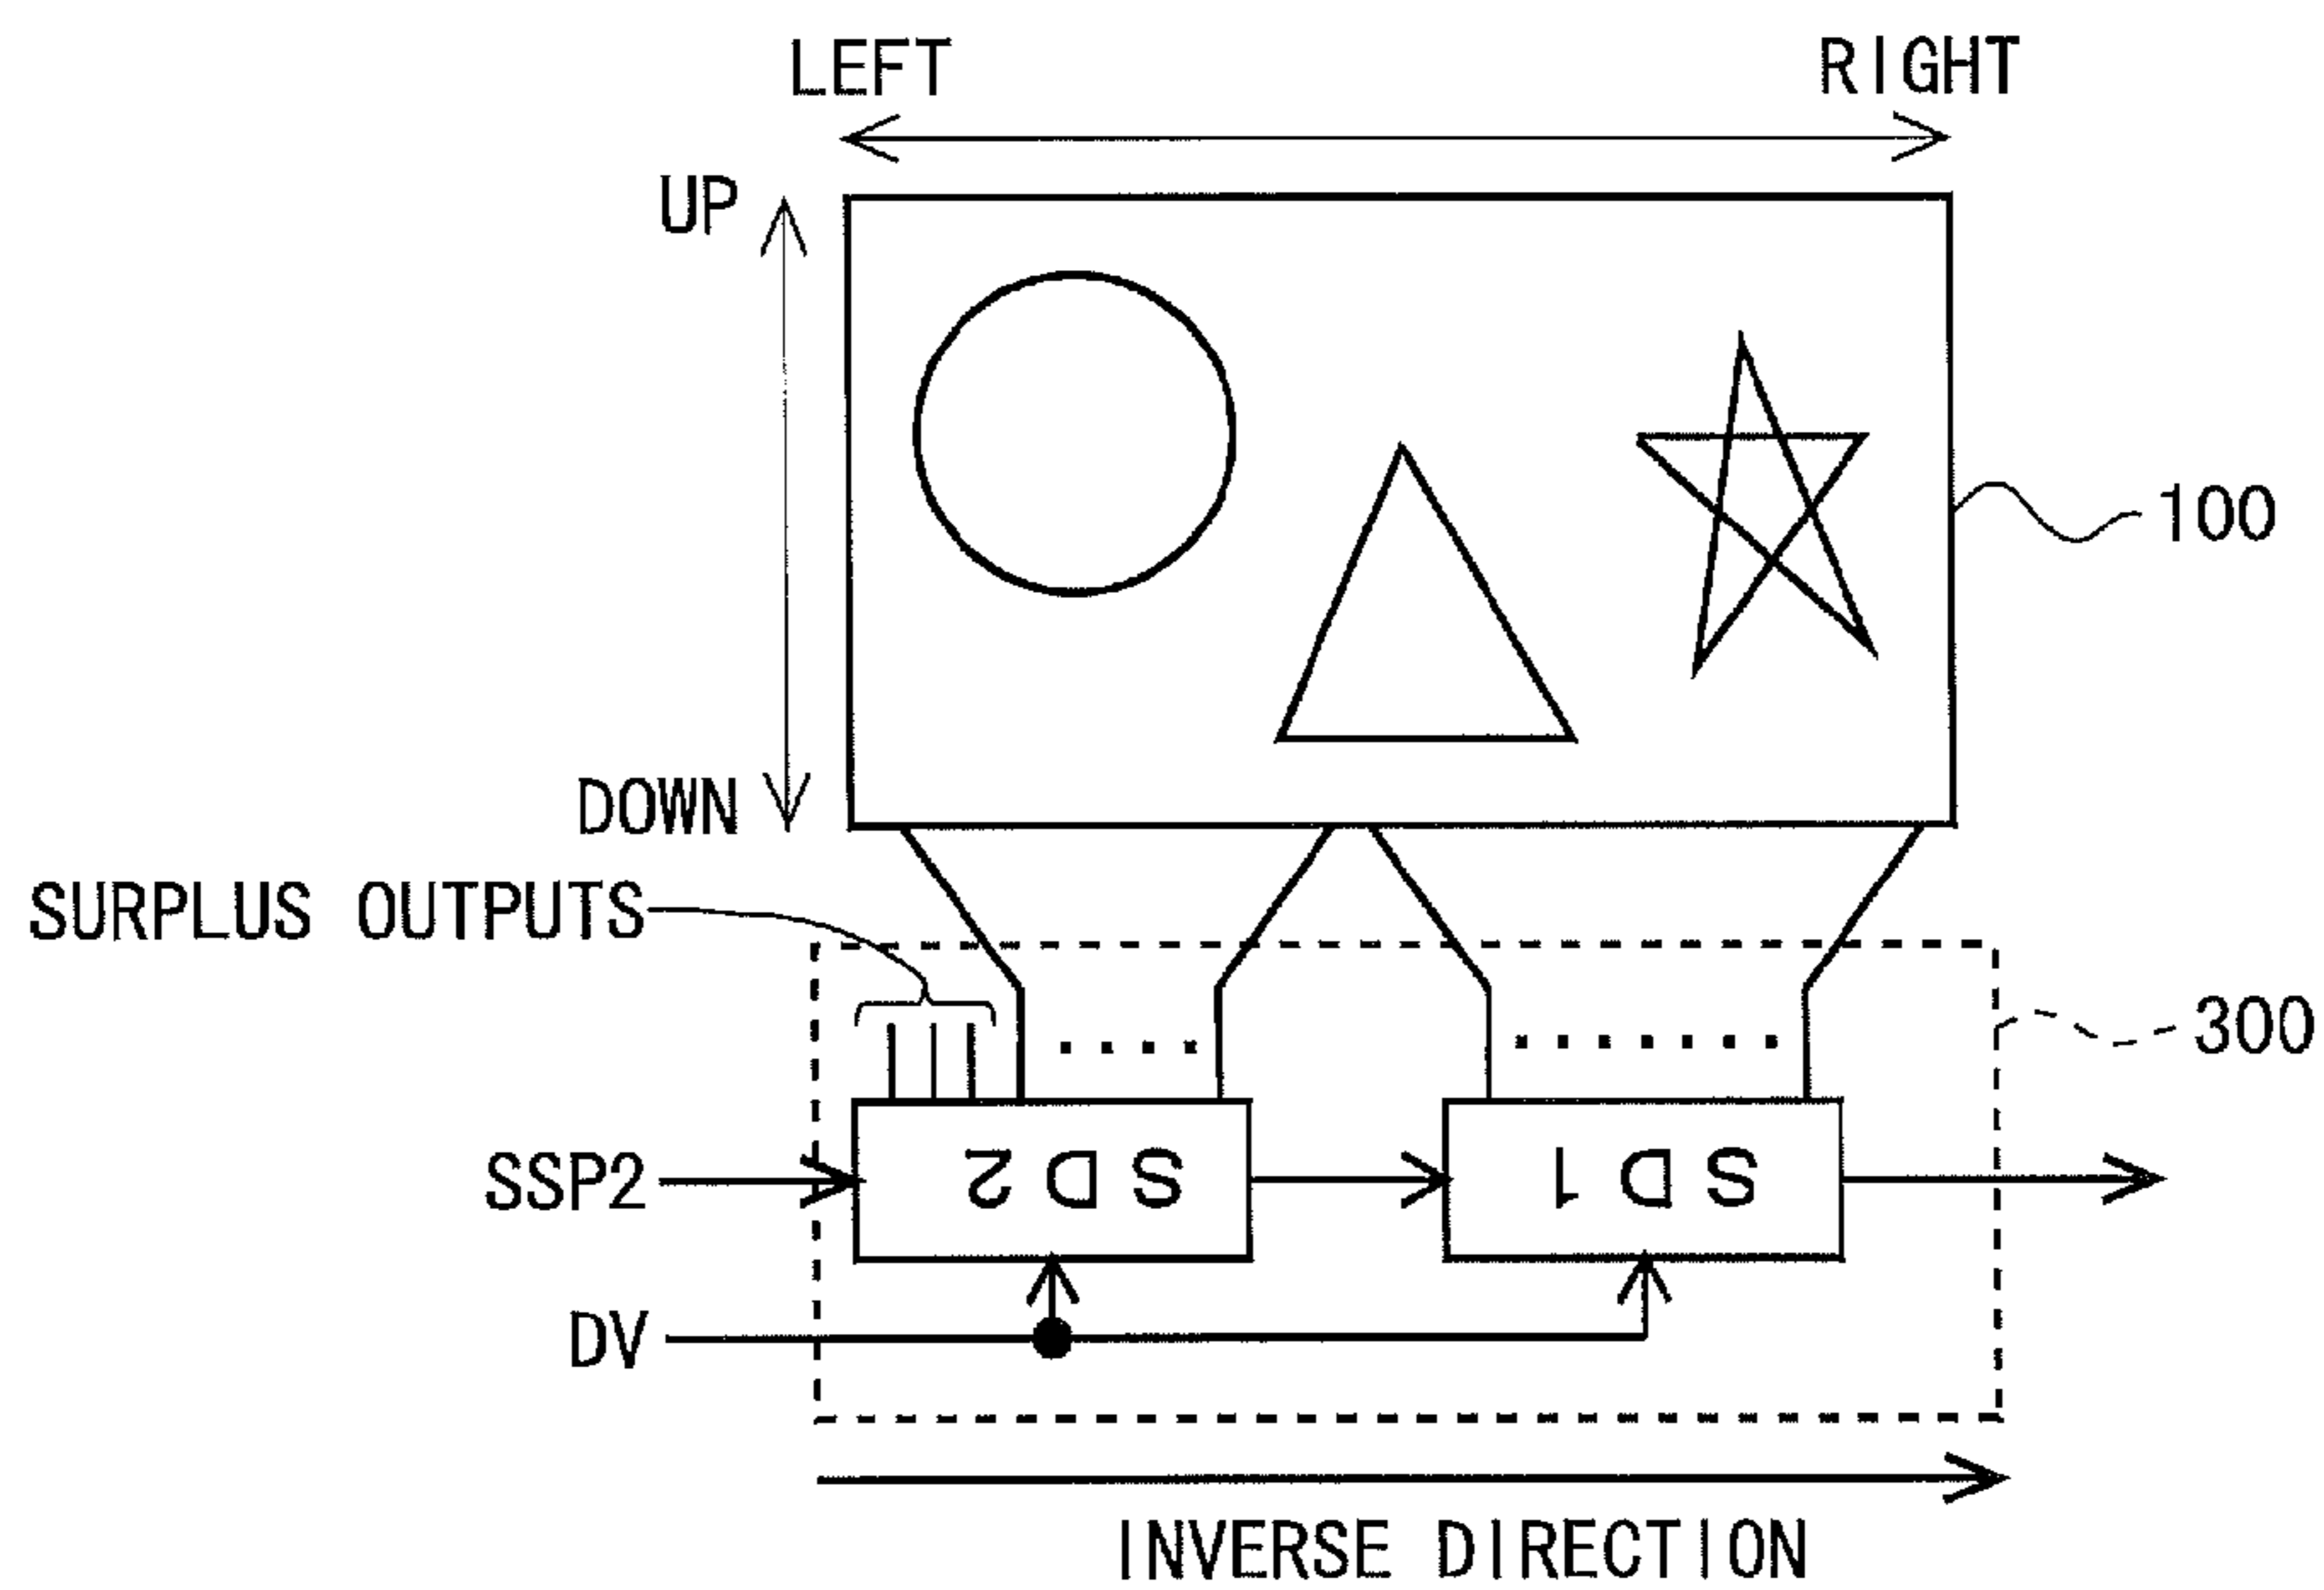 LEFT RIGHT
UP
100
DOWN
SURPLUS OUTPUTS
300
SSP2
SD2
SD1
DV
INVERSE DIRECTION